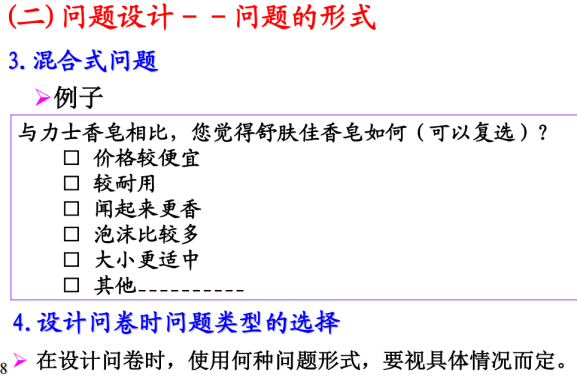 (二)问题设计－－问题的形式
3.混合式问题
➢例子
与力士香皂相比，您觉得舒肤佳香皂如何（可以复选）？
□ 价格较便宜
□ 较耐用
□ 闻起来更香
□ 泡沫比较多
□ 大小更适中
□ 其他----------
4.设计问卷时问题类型的选择
8 ➢ 在设计问卷时，使用何种问题形式，要视具体情况而定。